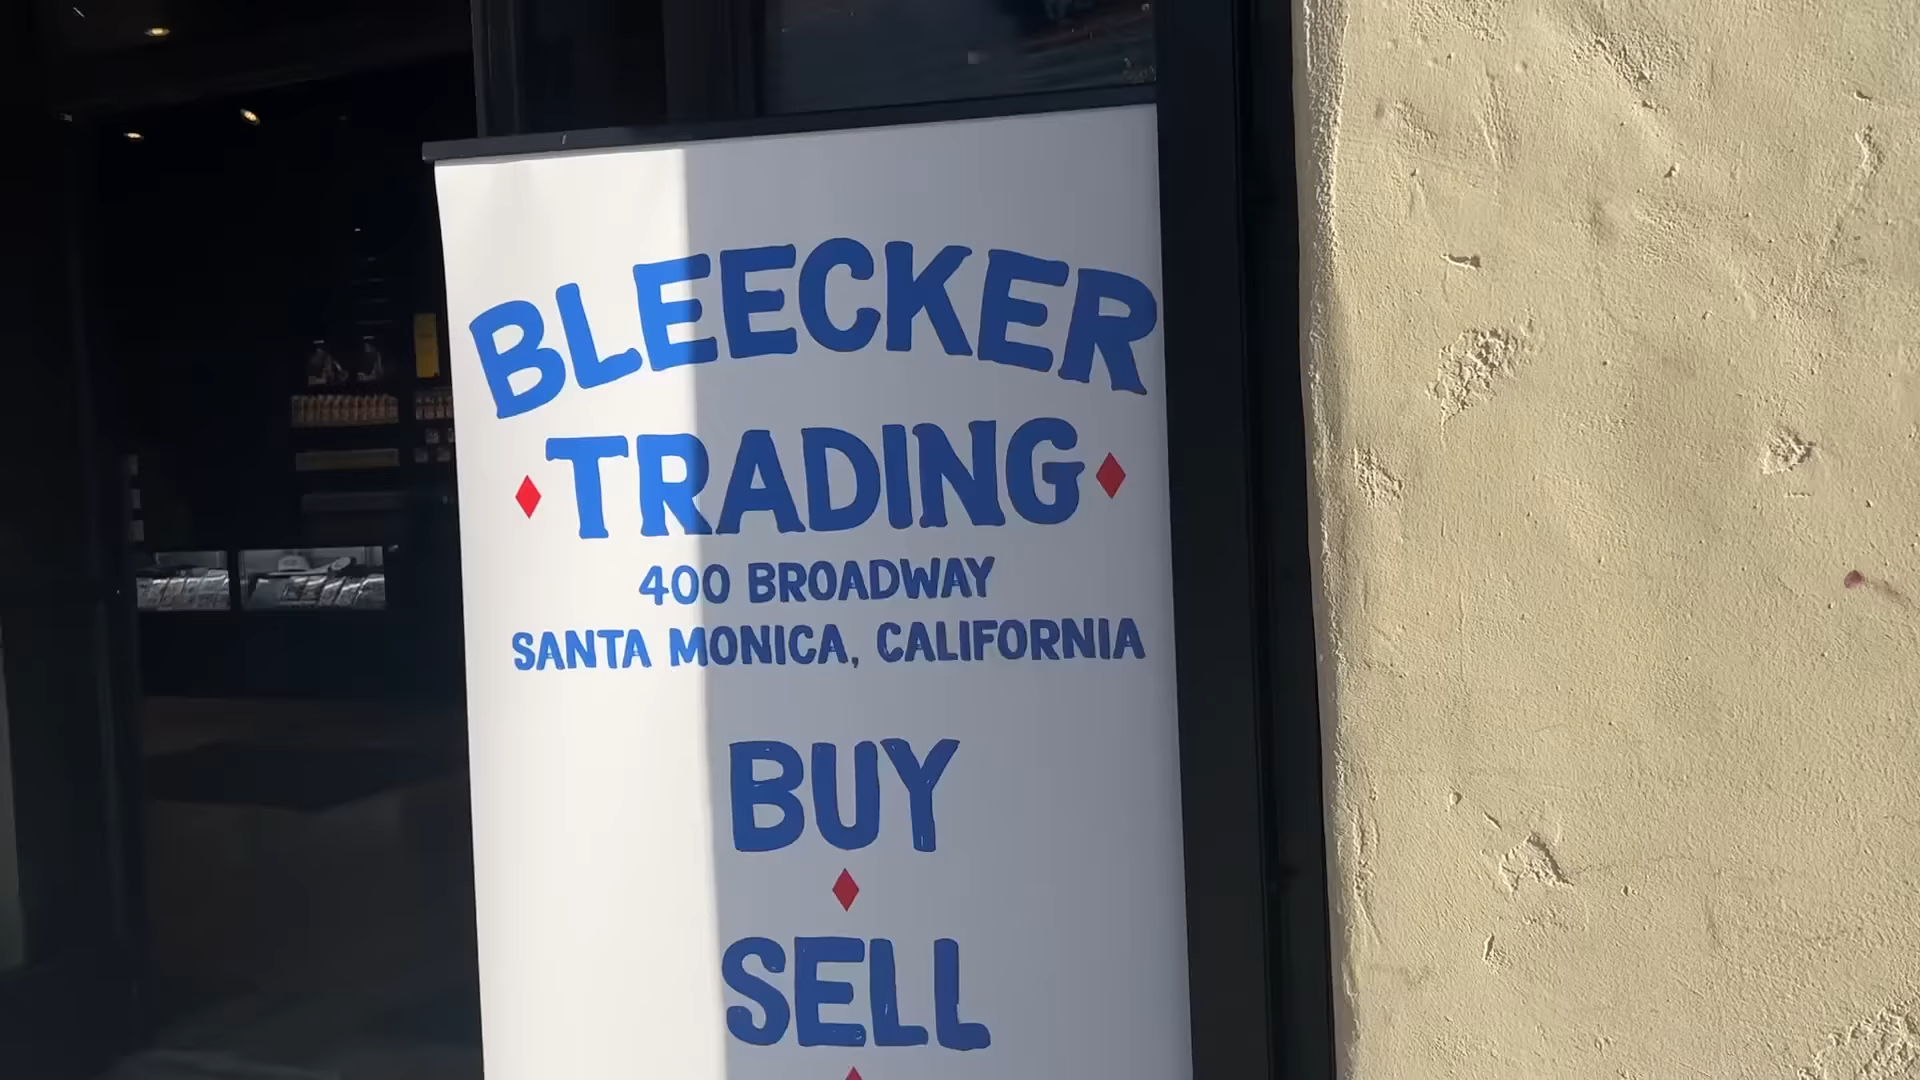 BLEECKER
TRADING
400 BROADWAY
SANTA MONICA, CALIFORNIA
BUY
SELL